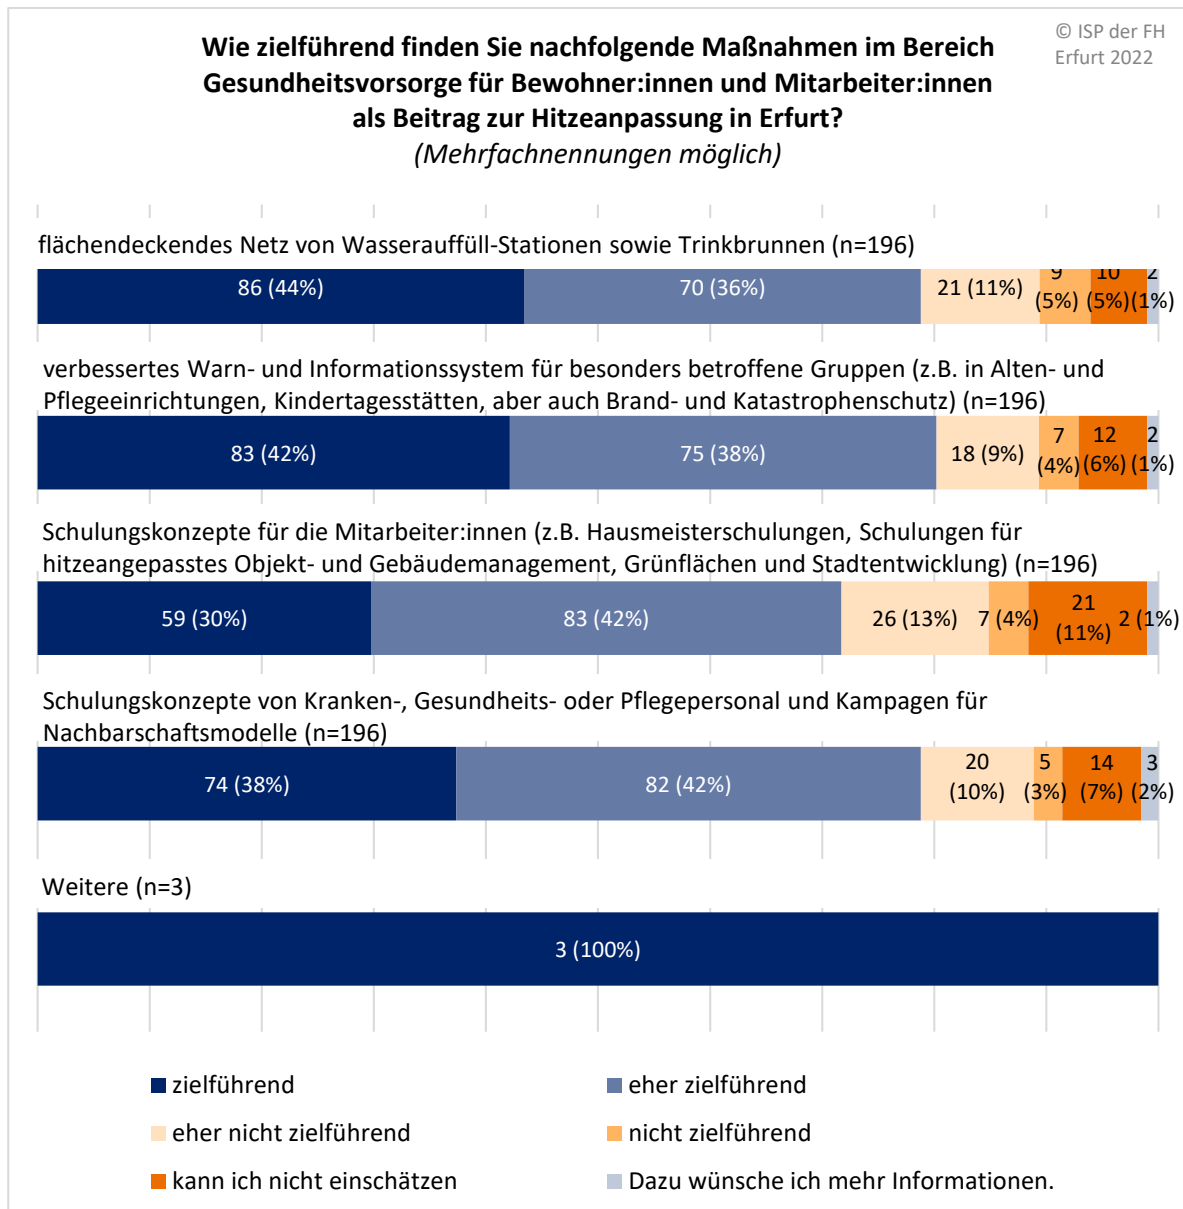 © ISP der FH
Erfurt 2022
Wie zielführend finden Sie nachfolgende Maßnahmen im Bereich
Gesundheitsvorsorge für Bewohner:innen und Mitarbeiter:innen
als Beitrag zur Hitzeanpassung in Erfurt?
(Mehrfachnennungen möglich)
flächendeckendes Netz von Wasserauffüll-Stationen sowie Trinkbrunnen (n=196)
86 (44%) 70 (36%) 21 (11%) 9 (5%) 10 (5%) 2 (1%)
verbessertes Warn- und Informationssystem für besonders betroffene Gruppen (z.B. in Alten- und
Pflegeeinrichtungen, Kindertagesstätten, aber auch Brand- und Katastrophenschutz) (n=196)
83 (42%) 75 (38%) 18 (9%) 7 (4%) 12 (6%) 2 (1%)
Schulungskonzepte für die Mitarbeiter:innen (z.B. Hausmeisterschulungen, Schulungen für
hitzeangepasstes Objekt- und Gebäudemanagement, Grünflächen und Stadtentwicklung) (n=196)
59 (30%) 83 (42%) 26 (13%) 7 (4%) 21 (11%) 2 (1%)
Schulungskonzepte von Kranken-, Gesundheits- oder Pflegepersonal und Kampagen für
Nachbarschaftsmodelle (n=196)
74 (38%) 82 (42%) 20 (10%) 5 (3%) 14 (7%) 3 (2%)
Weitere (n=3)
3 (100%)
zielführend
eher zielführend
eher nicht zielführend
nicht zielführend
kann ich nicht einschätzen
Dazu wünsche ich mehr Informationen.